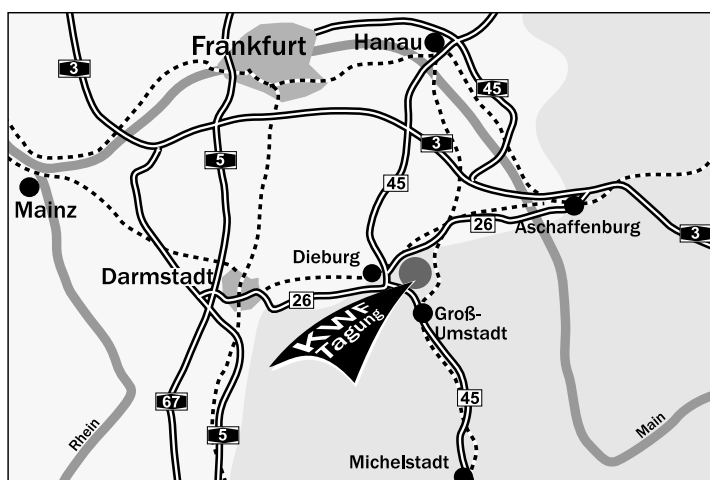 Frankfurt
Hanau
3
45
3
5
45
Mainz
26
Aschaffenburg
3
Dieburg
Darmstadt
26
Groß-
Umstadt
KWF
Tagung
67
45
5
Rhein
Main
Michelstadt